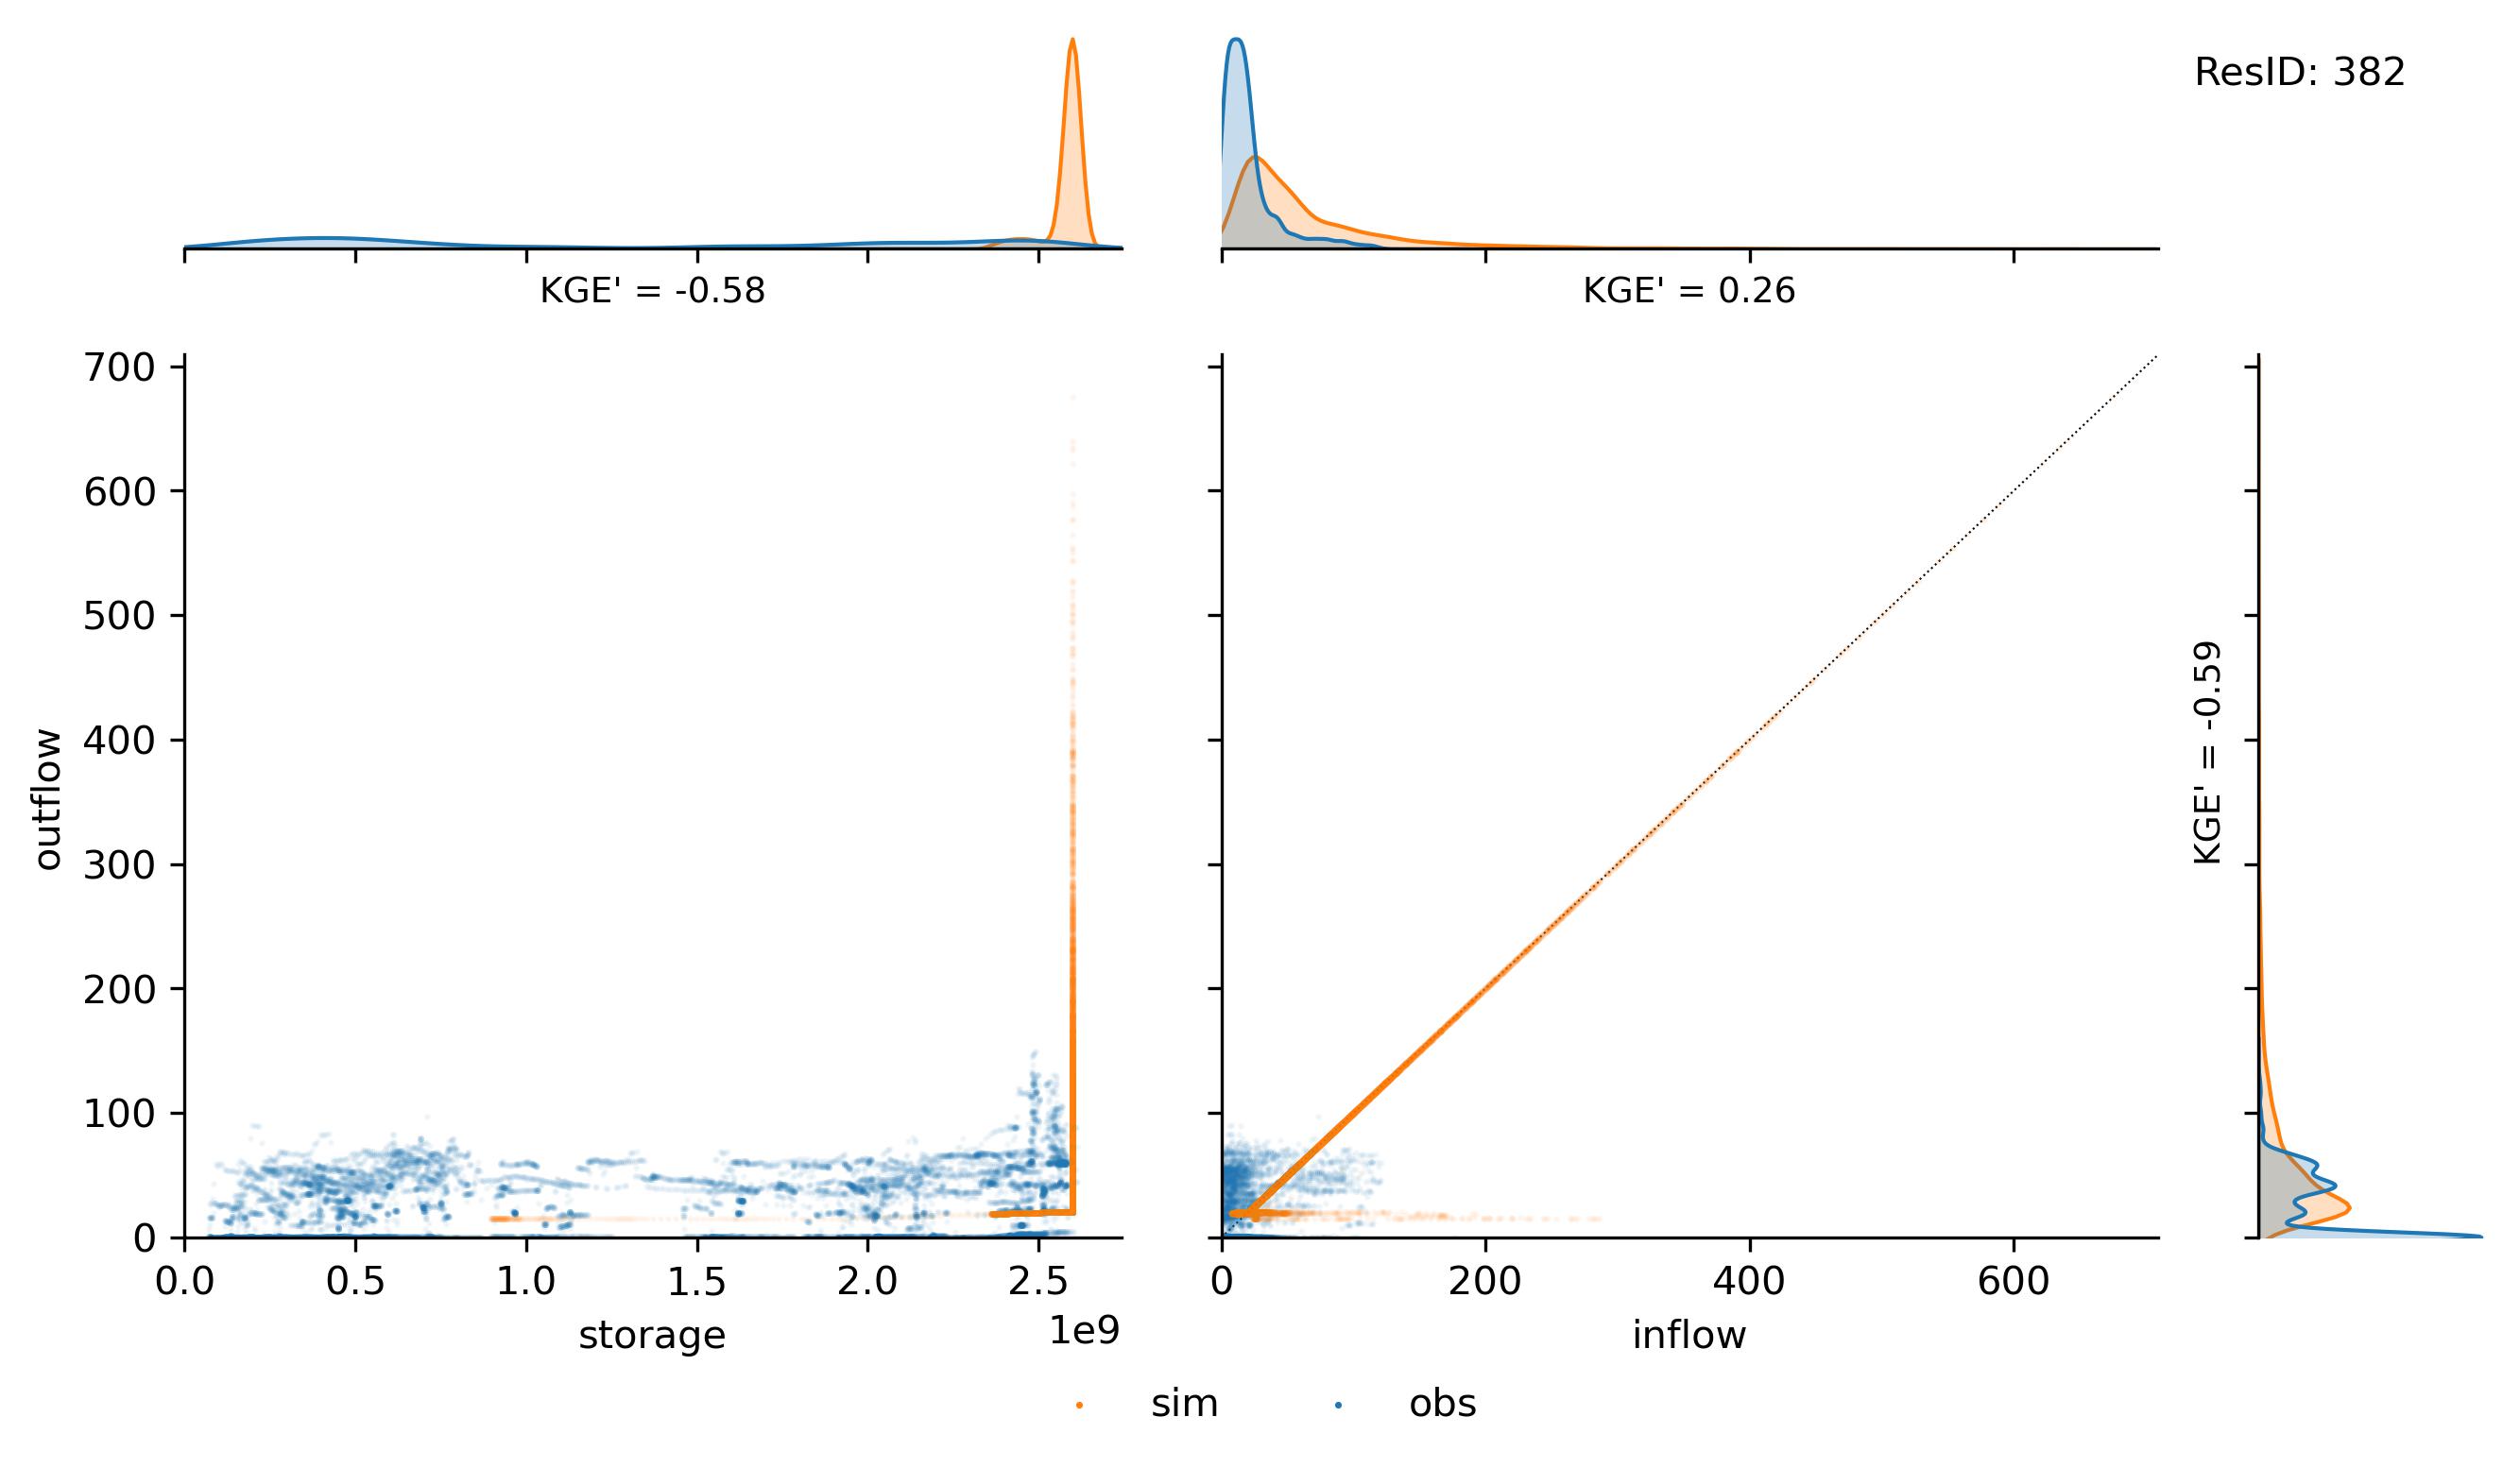 ResID: 382
KGE' = -0.58
KGE' = 0.26
700
600
500
400
300
200
100
0
outflow
KGE' = -0.59
0.0 0.5 1.0 1.5 2.0 2.5
1e9
storage
0 200 400 600
inflow
sim obs